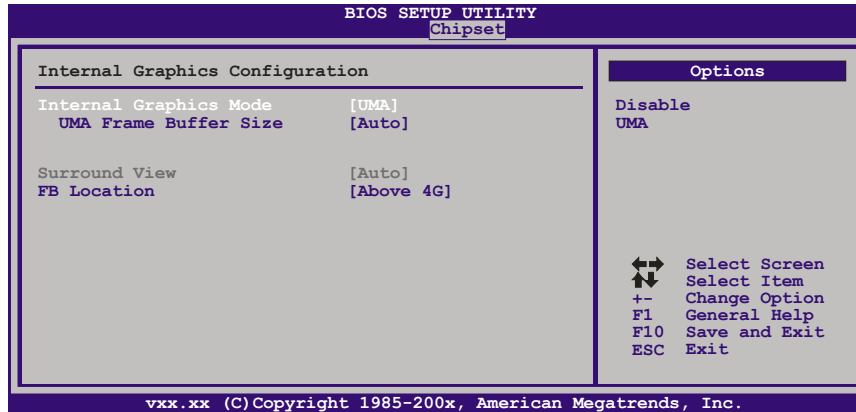 BIOS SETUP UTILITY
Chipset
Internal Graphics Configuration
Internal Graphics Mode [UMA]
UMA Frame Buffer Size [Auto]
Surround View [Auto]
FB Location [Above 4G]
Options
Disable
UMA
Select Screen
Select Item
+- Change Option
F1 General Help
F10 Save and Exit
ESC Exit
vxx.xx (C)Copyright 1985-200x, American Megatrends, Inc.